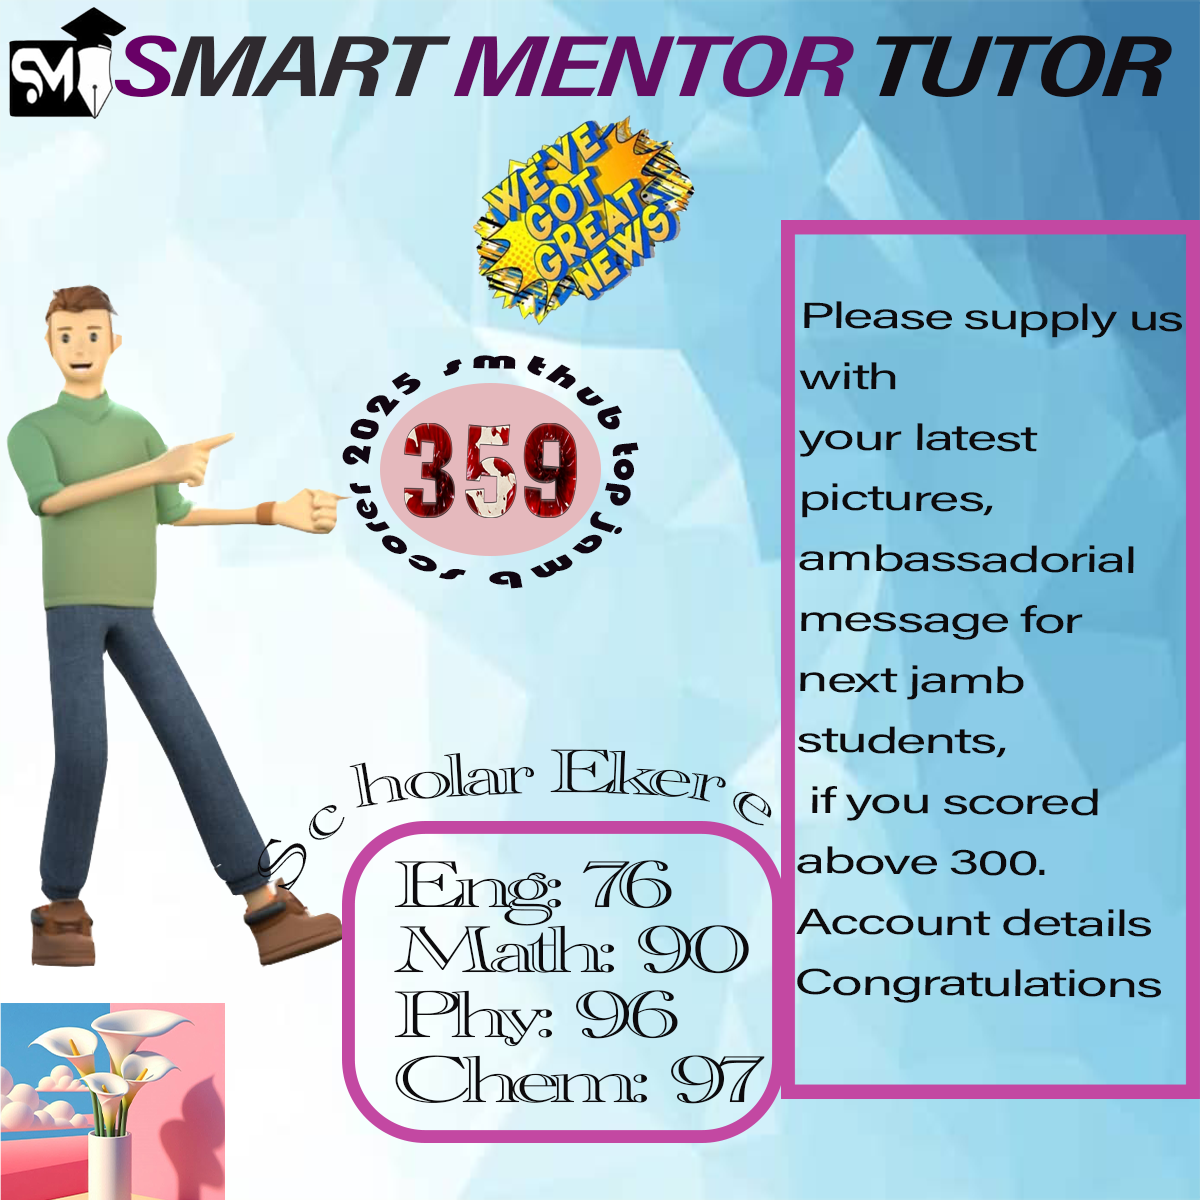 SM
SMART MENTOR TUTOR
WE'VE
GOT
GREAT
NEWS
smthub top jamb scorer 2025
359
Please supply us
with
your latest
pictures,
ambassadorial
message for
next jamb
students,
if you scored
above 300.
Account details
Congratulations
Scholar Ekere
Eng: 76
Math: 90
Phy: 96
Chem: 97